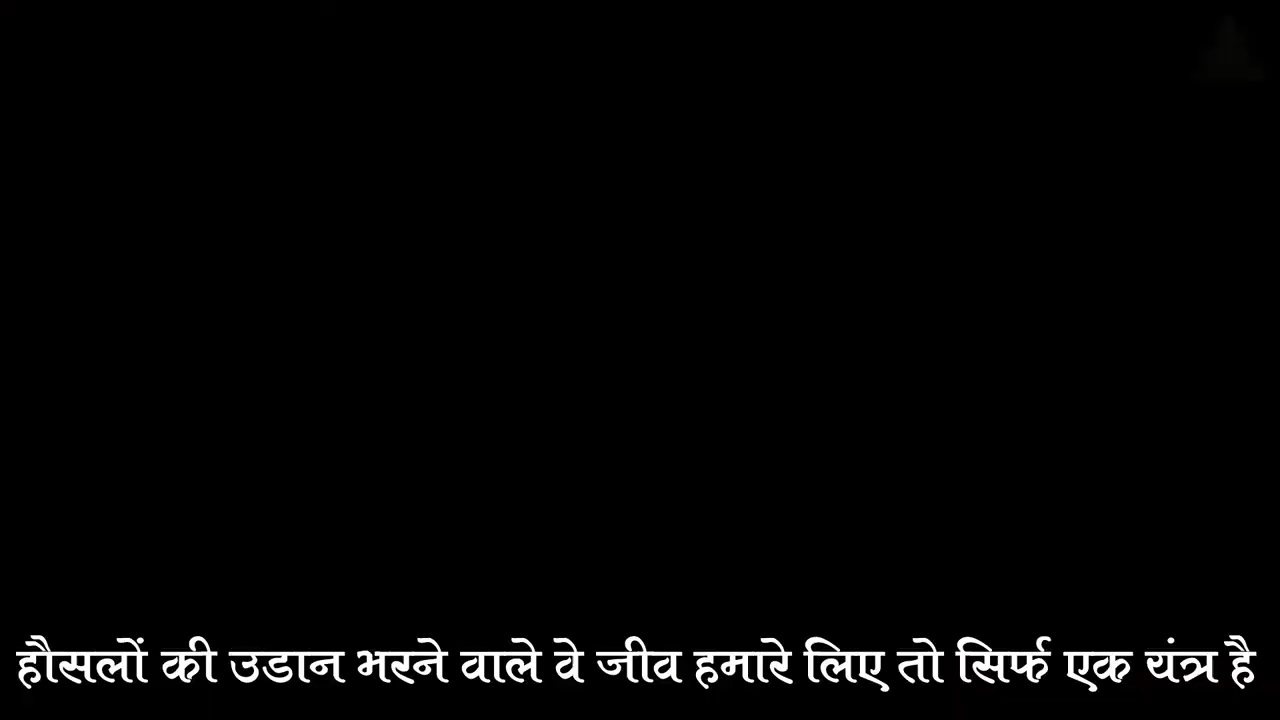 हौसलों की उडान भरने वाले वे जीव हमारे लिए तो सिर्फ एक यंत्र है